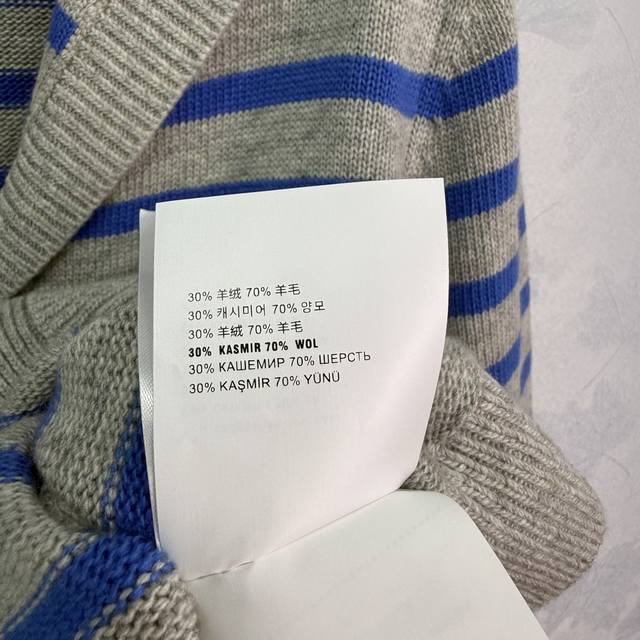 30% 羊绒 70% 羊毛
30% 캐시미어 70% 양모
30% 羊絨 70% 羊毛
30% KASMIR 70% WOL
30% КАШЕМИР 70% ШЕРСТЬ
30% KAŞMİR 70% YÜNÜ